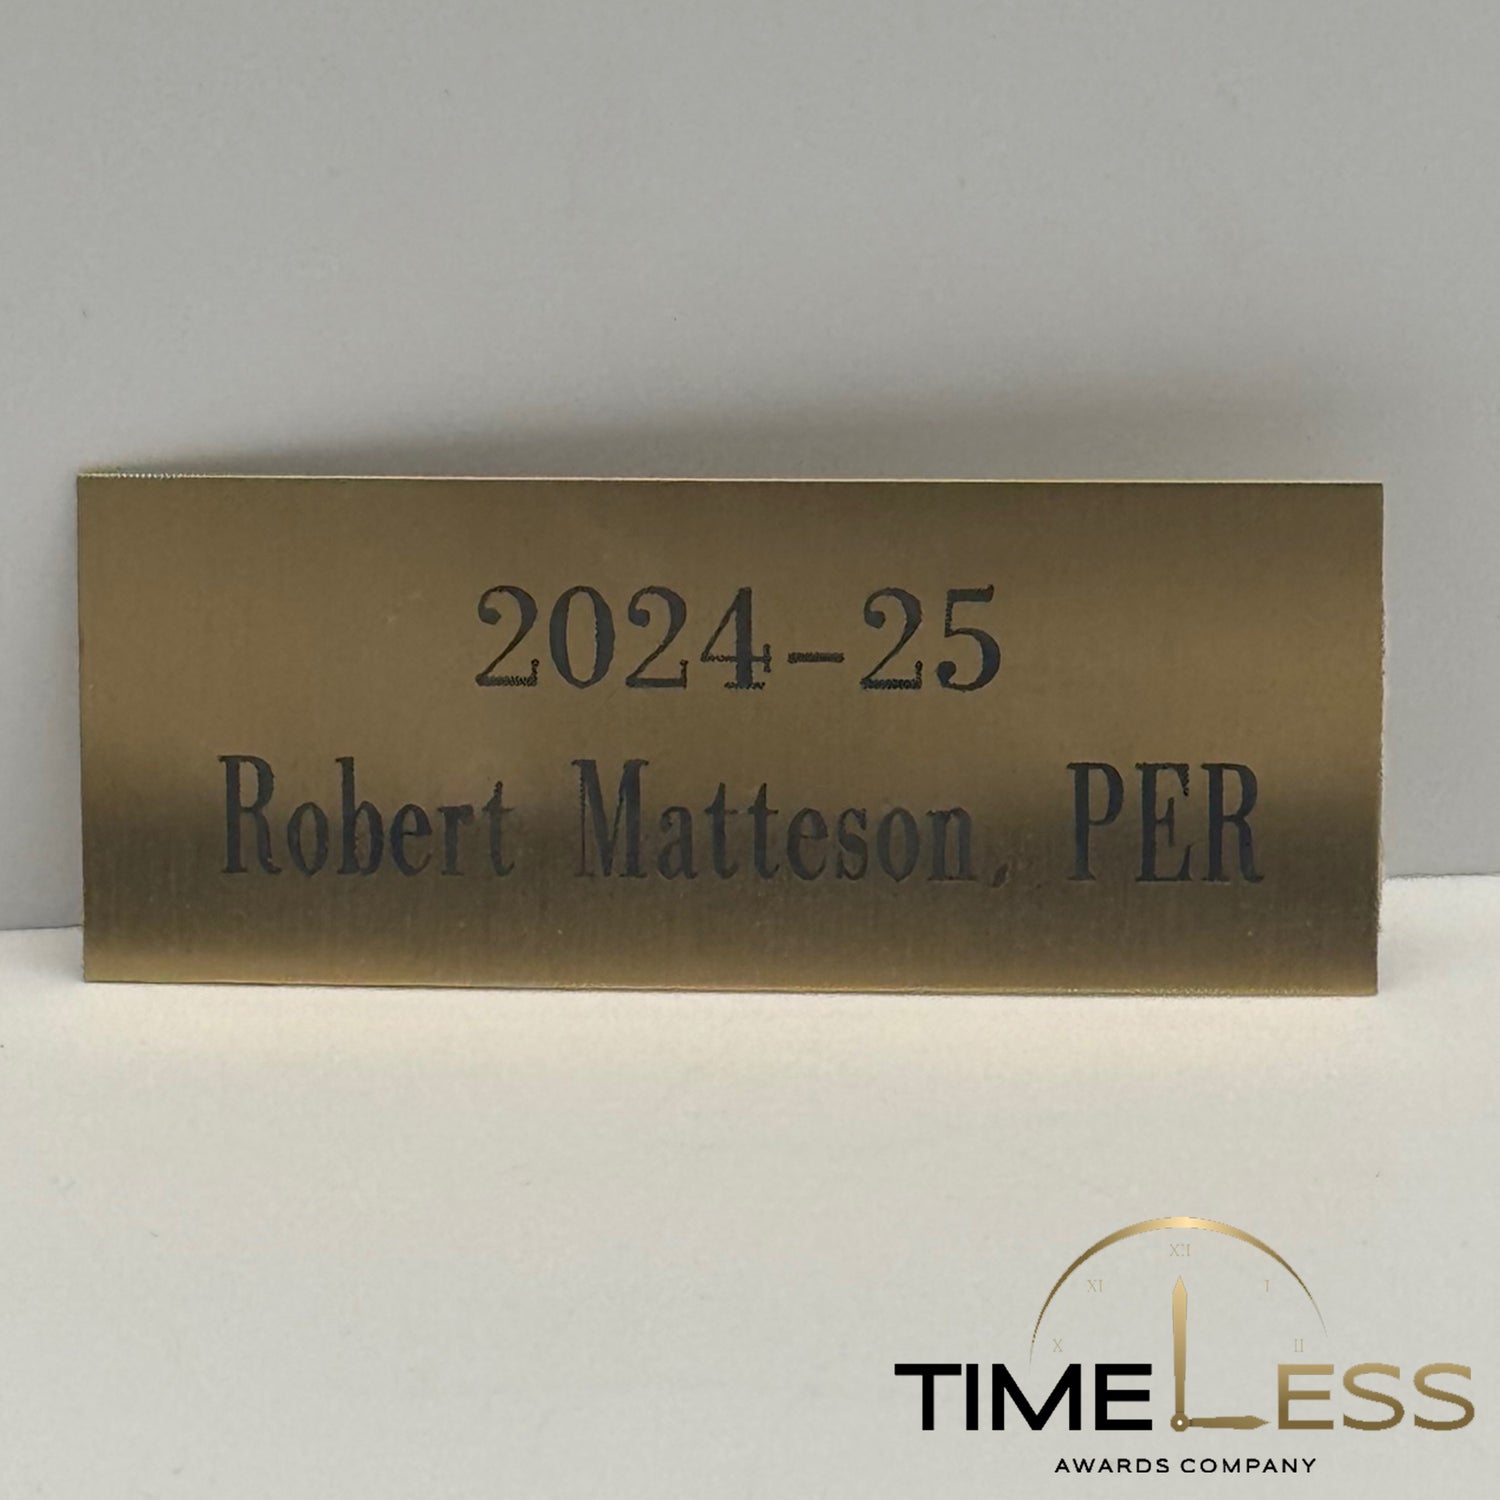 2024-25
Robert Matteson, PER
XII
XI
I
X
II
TIMELESS
AWARDS COMPANY